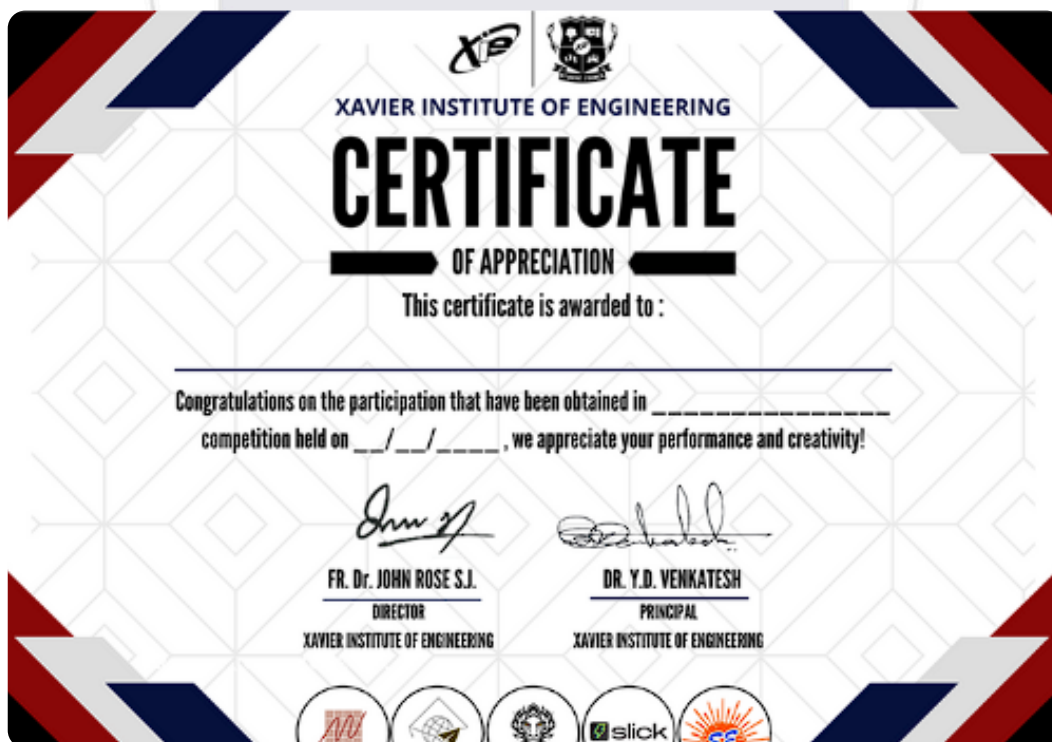 Xie
XAVIER INSTITUTE OF ENGINEERING
CERTIFICATE
OF APPRECIATION
This certificate is awarded to :
Congratulations on the participation that have been obtained in _______________
competition held on __/__/____ , we appreciate your performance and creativity!
FR. Dr. JOHN ROSE S.J.
DR. Y.D. VENKATESH
DIRECTOR
PRINCIPAL
XAVIER INSTITUTE OF ENGINEERING
XAVIER INSTITUTE OF ENGINEERING
slick